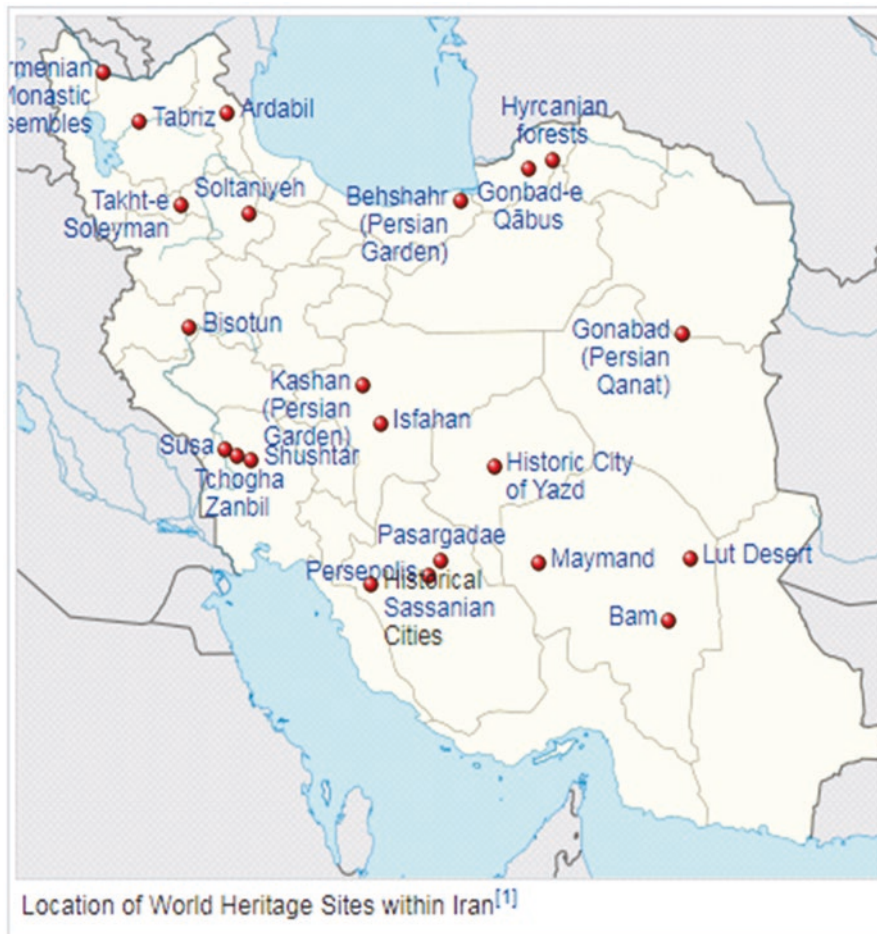 rmenian
Monastic
sembles
Tabriz
Ardabil
Hyrcanian
forests
Takht-e
Soleyman
Soltaniyeh
Behshahr
(Persian
Garden)
Gonbad-e
Qābus
Bisotun
Gonabad
(Persian
Qanat)
Kashan
(Persian
Garden)
Isfahan
Susa
Shushtar
Tchogha
Zanbil
Historic City
of Yazd
Pasargadae
Persepolis
Historical
Sassanian
Cities
Maymand
Lut Desert
Bam
Location of World Heritage Sites within Iran[1]